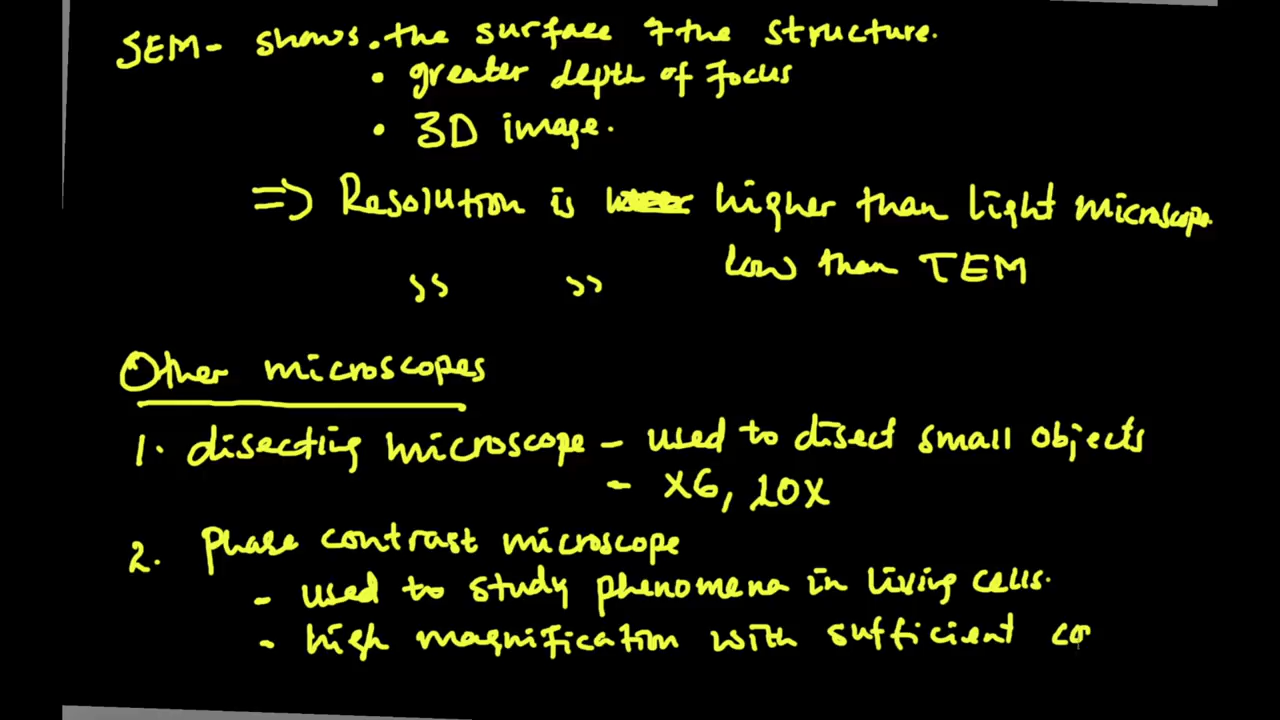 SEM - shows • the surface of the structure.
• greater depth of focus
• 3D image.
=> Resolution is higher than light microscope
›› ›› low than TEM
Other microscopes
1. disecting microscope - used to disect small objects
- X6, 10X
2. Phase contrast microscope
- used to study phenomena in living cells.
- high magnification with sufficient co